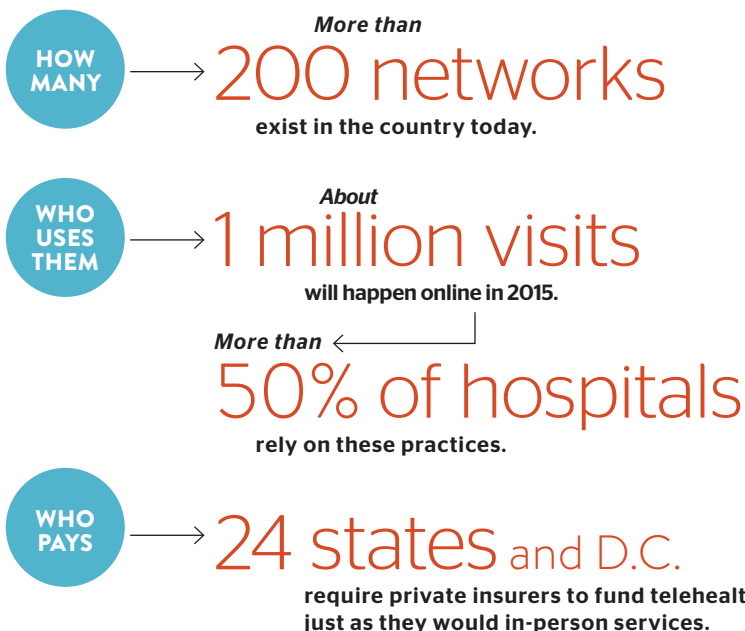 HOW
MANY
More than
200 networks
exist in the country today.
WHO
USES
THEM
About
1 million visits
will happen online in 2015.
More than
50% of hospitals
rely on these practices.
WHO
PAYS
24 states and D.C.
require private insurers to fund telehealt
just as they would in-person services.